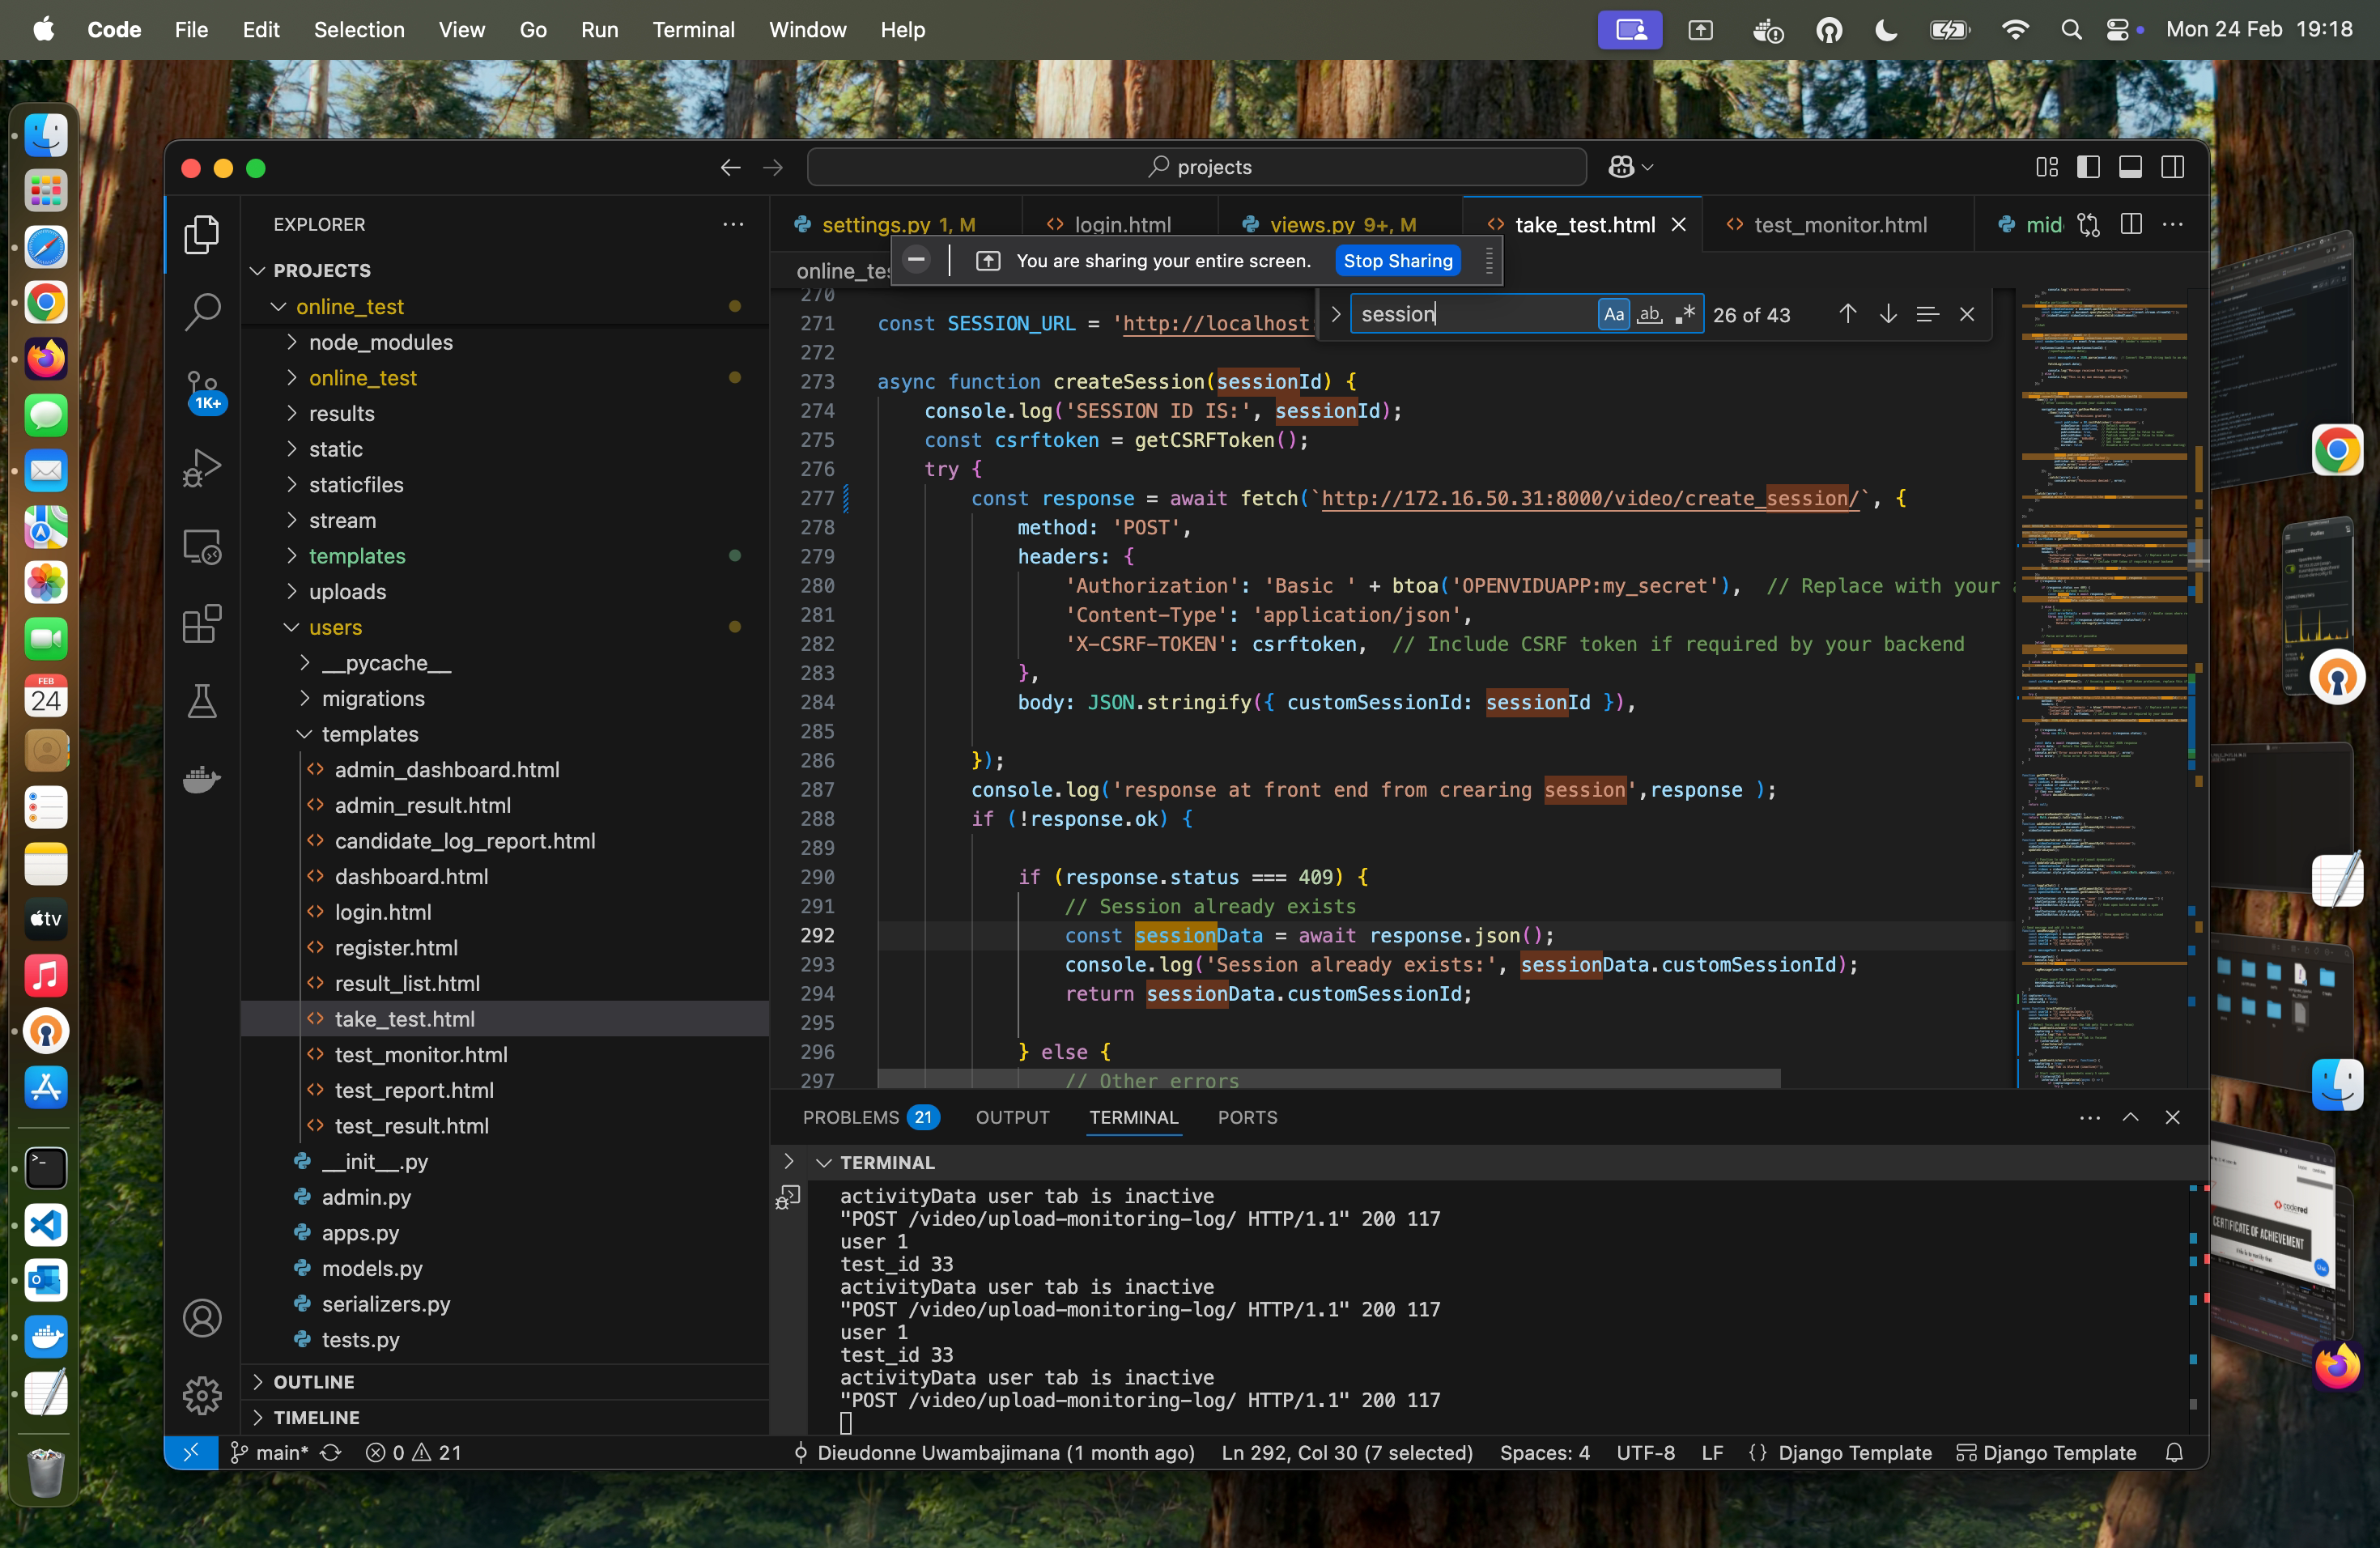 Code File Edit Selection View Go Run Terminal Window Help Mon 24 Feb 19:18
projects
EXPLORER
PROJECTS
online_test
node_modules
online_test
results
static
staticfiles
stream
templates
uploads
users
__pycache__
migrations
templates
admin_dashboard.html
admin_result.html
candidate_log_report.html
dashboard.html
login.html
register.html
result_list.html
take_test.html
test_monitor.html
test_report.html
test_result.html
__init__.py
admin.py
apps.py
models.py
serializers.py
tests.py
OUTLINE
TIMELINE
1K+
FEB
24
tv
settings.py 1, M login.html views.py 9+, M take_test.html test_monitor.html mid
You are sharing your entire screen. Stop Sharing
online_te
session Aa ab 26 of 43
270
271 const SESSION_URL = 'http://localhost:
272
273 async function createSession(sessionId) {
274 console.log('SESSION ID IS:', sessionId);
275 const csrftoken = getCSRFToken();
276 try {
277 const response = await fetch(`http://172.16.50.31:8000/video/create_session/`, {
278 method: 'POST',
279 headers: {
280 'Authorization': 'Basic ' + btoa('OPENVIDUAPP:my_secret'), // Replace with your
281 'Content-Type': 'application/json',
282 'X-CSRF-TOKEN': csrftoken, // Include CSRF token if required by your backend
283 },
284 body: JSON.stringify({ customSessionId: sessionId }),
285
286 });
287 console.log('response at front end from crearing session',response );
288 if (!response.ok) {
289
290 if (response.status === 409) {
291 // Session already exists
292 const sessionData = await response.json();
293 console.log('Session already exists:', sessionData.customSessionId);
294 return sessionData.customSessionId;
295
296 } else {
297 // Other errors
PROBLEMS 21 OUTPUT TERMINAL PORTS
TERMINAL
activityData user tab is inactive
"POST /video/upload-monitoring-log/ HTTP/1.1" 200 117
user 1
test_id 33
activityData user tab is inactive
"POST /video/upload-monitoring-log/ HTTP/1.1" 200 117
user 1
test_id 33
activityData user tab is inactive
"POST /video/upload-monitoring-log/ HTTP/1.1" 200 117
main* 0 21 Dieudonne Uwambajimana (1 month ago) Ln 292, Col 30 (7 selected) Spaces: 4 UTF-8 LF {} Django Template Django Template
codered
CERTIFICATE OF ACHIEVEMENT